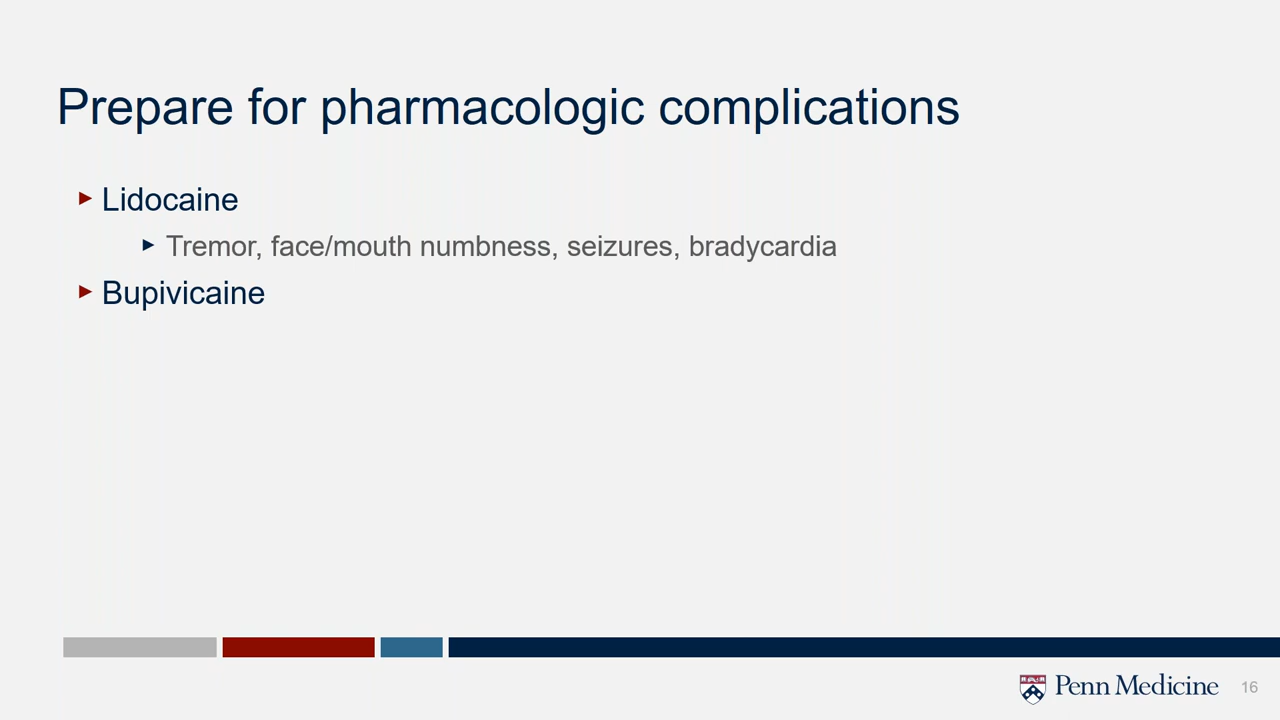 Prepare for pharmacologic complications
Lidocaine
Tremor, face/mouth numbness, seizures, bradycardia
Bupivicaine
Penn Medicine
16